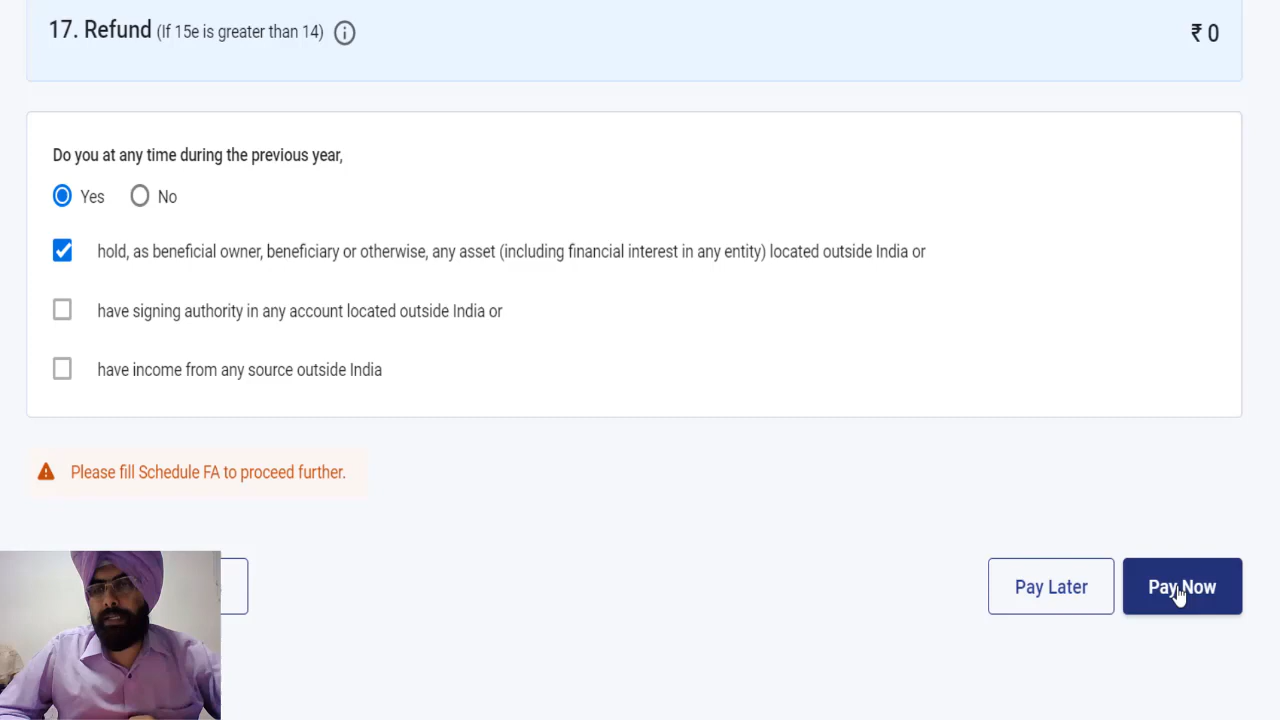 17. Refund (If 15e is greater than 14) ₹ 0
Do you at any time during the previous year,
Yes No
hold, as beneficial owner, beneficiary or otherwise, any asset (including financial interest in any entity) located outside India or
have signing authority in any account located outside India or
have income from any source outside India
Please fill Schedule FA to proceed further.
Pay Later Pay Now